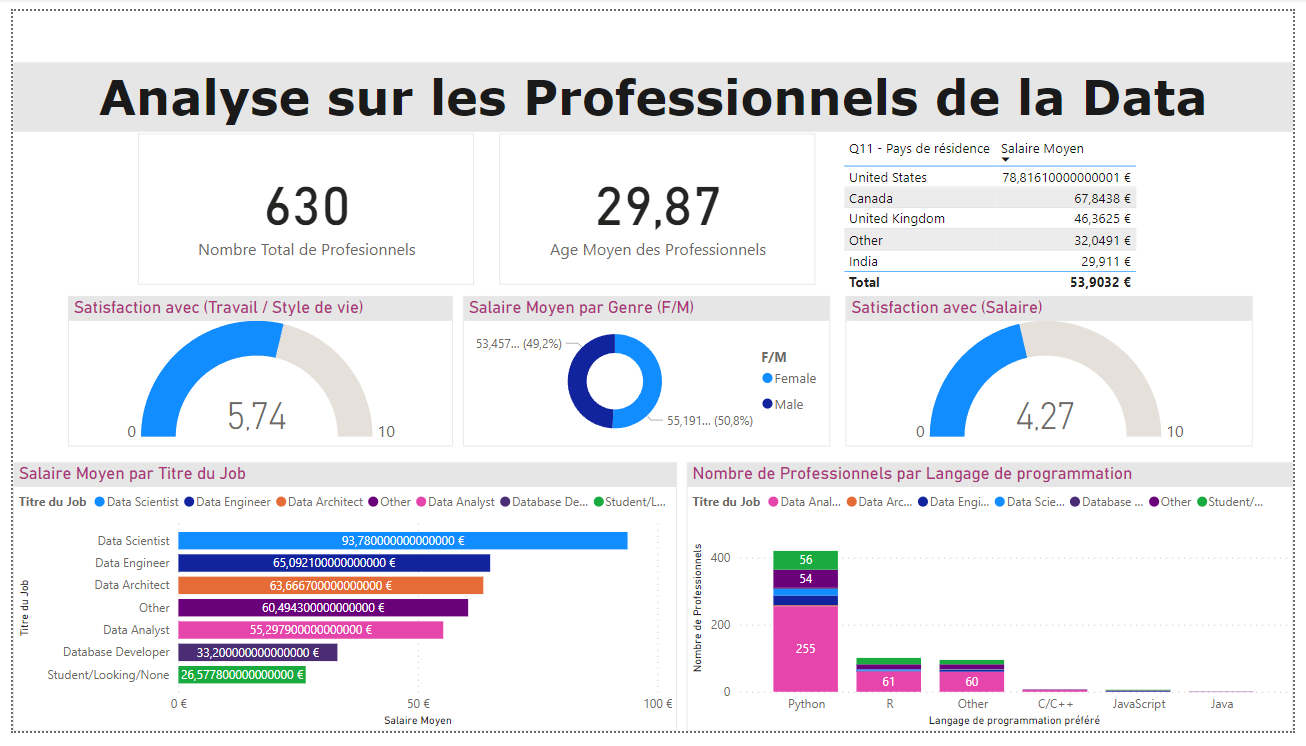 Analyse sur les Professionnels de la Data
630
Nombre Total de Profesionnels
29,87
Age Moyen des Professionnels
Q11 - Pays de résidence Salaire Moyen
United States 78,81610000000001 €
Canada 67,8438 €
United Kingdom 46,3625 €
Other 32,0491 €
India 29,911 €
Total 53,9032 €
Satisfaction avec (Travail / Style de vie)
5,74
0
10
Salaire Moyen par Genre (F/M)
53,457... (49,2%)
55,191... (50,8%)
F/M
Female
Male
Satisfaction avec (Salaire)
4,27
0
10
Salaire Moyen par Titre du Job
Titre du Job Data Scientist Data Engineer Data Architect Other Data Analyst Database De... Student/L...
Titre du Job
Data Scientist 93,780000000000000 €
Data Engineer 65,092100000000000 €
Data Architect 63,666700000000000 €
Other 60,494300000000000 €
Data Analyst 55,297900000000000 €
Database Developer 33,200000000000000 €
Student/Looking/None 26,577800000000000 €
0 € 50 € 100 €
Salaire Moyen
Nombre de Professionnels par Langage de programmation
Titre du Job Data Anal... Data Arc... Data Engi... Data Scie... Database ... Other Student/...
Nombre de Professionnels
400
200
0
56
54
255
61
60
Python R Other C/C++ JavaScript Java
Langage de programmation préféré